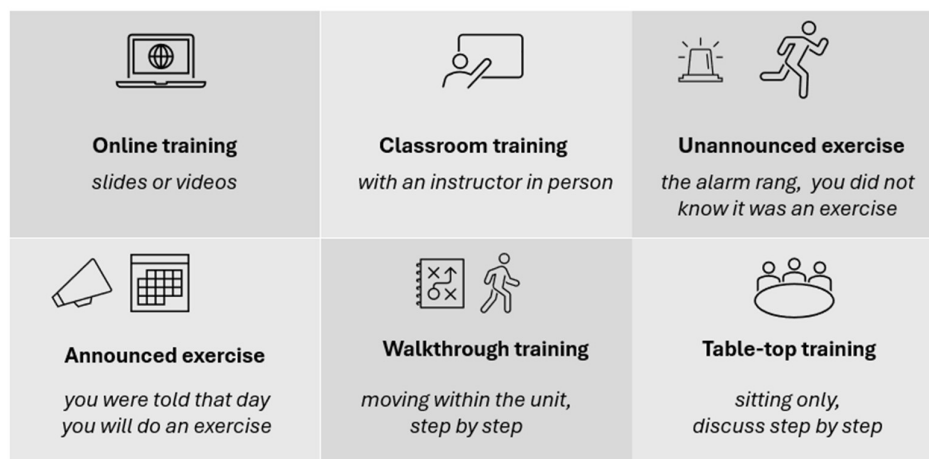 Online training
slides or videos
Classroom training
with an instructor in person
Unannounced exercise
the alarm rang, you did not
know it was an exercise
Announced exercise
you were told that day
you will do an exercise
Walkthrough training
moving within the unit,
step by step
Table-top training
sitting only,
discuss step by step